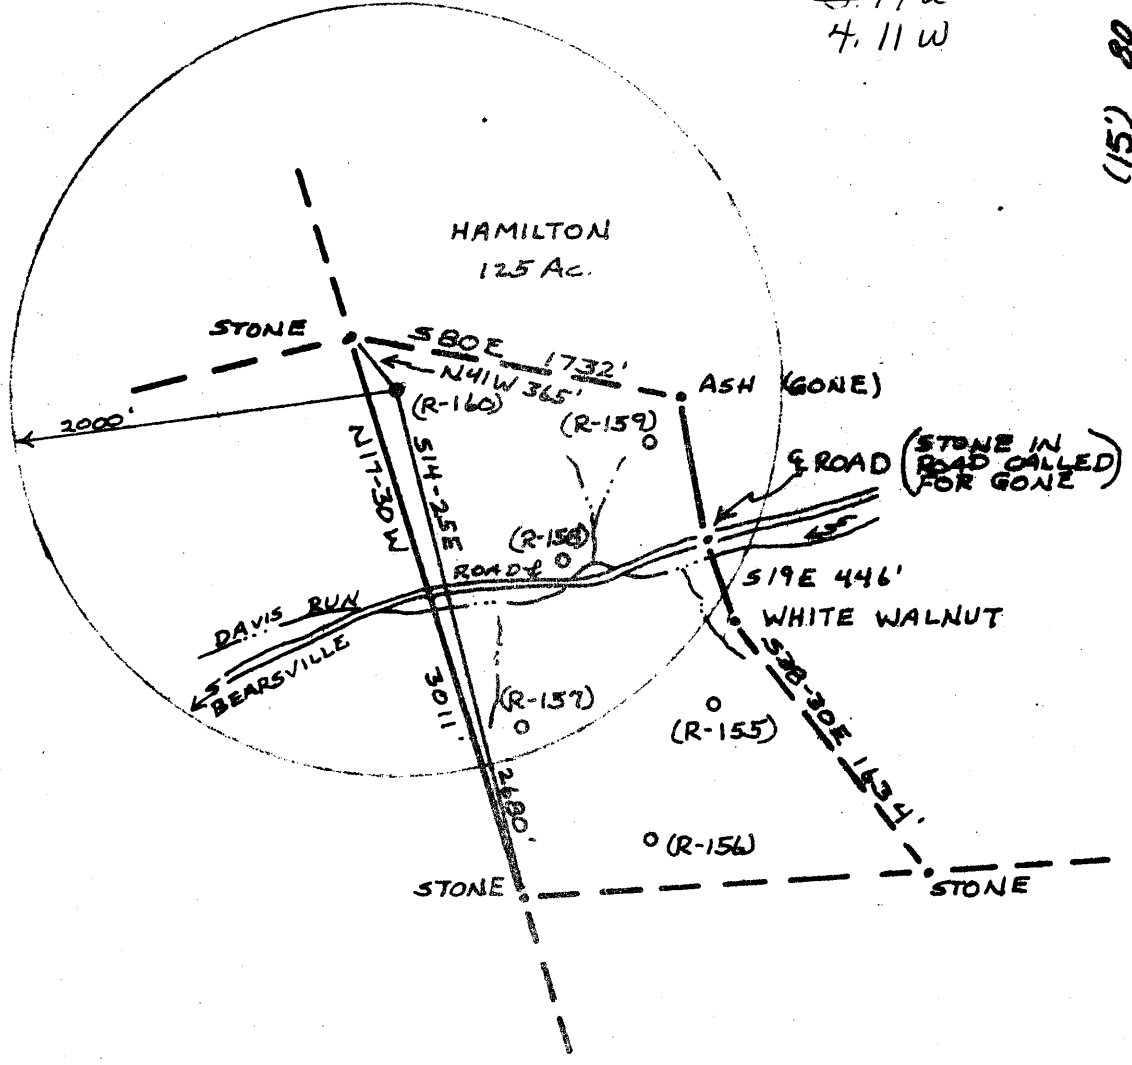 4.11 W
(15') 80
HAMILTON
125 Ac.
STONE
S80E 1732'
N41W 365'
ASH (GONE)
2000'
(R-160)
(R-159)
N17-30W
3011'
S14-25E
2680'
℄ ROAD (STONE IN
ROAD CALLED
FOR GONE)
(R-158)
ROAD ℄
S19E 446'
DAVIS RUN
WHITE WALNUT
BEARSVILLE
S38-30E 1634'
(R-157)
(R-155)
(R-156)
STONE
STONE